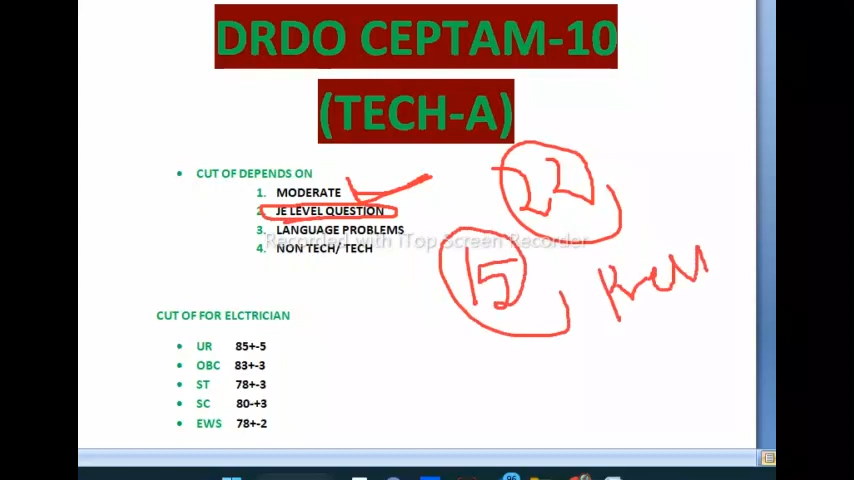 DRDO CEPTAM-10
(TECH-A)
CUT OF DEPENDS ON
1. MODERATE
2. JE LEVEL QUESTION
3. LANGUAGE PROBLEMS
4. NON TECH/ TECH
22
15
Recorded with iTop Screen Recorder
CUT OF FOR ELCTRICIAN
UR 85+-5
OBC 83+-3
ST 78+-3
SC 80-+3
EWS 78+-2